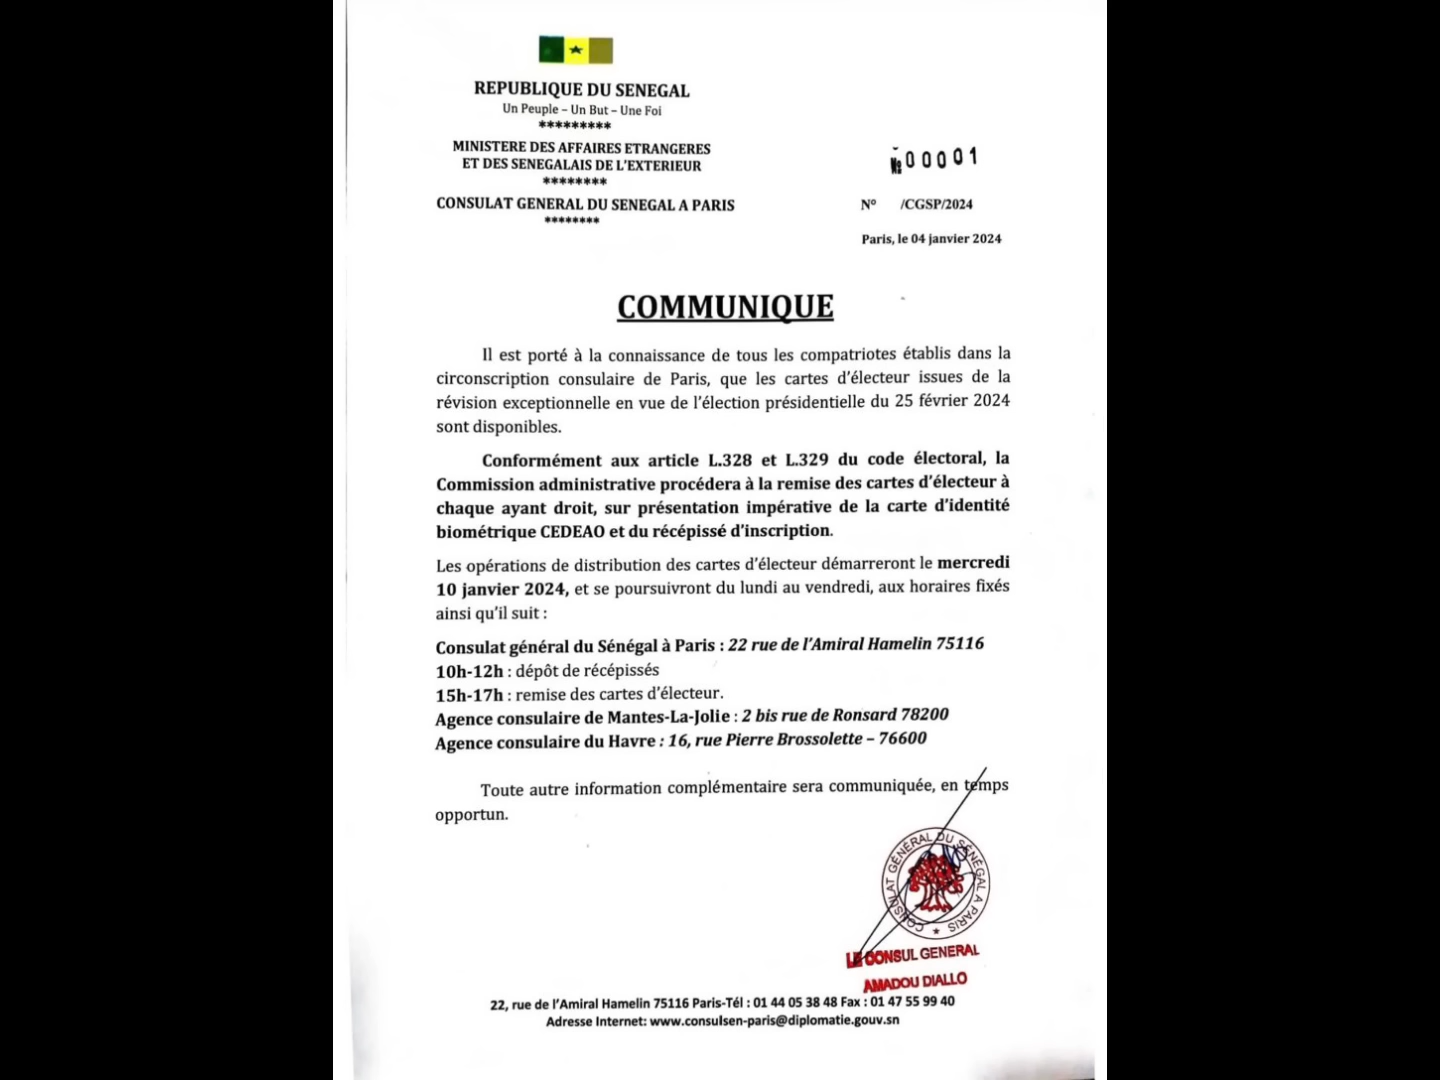 REPUBLIQUE DU SENEGAL
Un Peuple – Un But – Une Foi
*********
MINISTERE DES AFFAIRES ETRANGERES
ET DES SENEGALAIS DE L'EXTERIEUR
********
CONSULAT GENERAL DU SENEGAL A PARIS
********
№ 00001
N° /CGSP/2024
Paris, le 04 janvier 2024
COMMUNIQUE
Il est porté à la connaissance de tous les compatriotes établis dans la
circonscription consulaire de Paris, que les cartes d'électeur issues de la
révision exceptionnelle en vue de l'élection présidentielle du 25 février 2024
sont disponibles.
Conformément aux article L.328 et L.329 du code électoral, la
Commission administrative procédera à la remise des cartes d'électeur à
chaque ayant droit, sur présentation impérative de la carte d'identité
biométrique CEDEAO et du récépissé d'inscription.
Les opérations de distribution des cartes d'électeur démarreront le mercredi
10 janvier 2024, et se poursuivront du lundi au vendredi, aux horaires fixés
ainsi qu'il suit :
Consulat général du Sénégal à Paris : 22 rue de l'Amiral Hamelin 75116
10h-12h : dépôt de récépissés
15h-17h : remise des cartes d'électeur.
Agence consulaire de Mantes-La-Jolie : 2 bis rue de Ronsard 78200
Agence consulaire du Havre : 16, rue Pierre Brossolette – 76600
Toute autre information complémentaire sera communiquée, en temps
opportun.
CONSULAT GÉNÉRAL DU SÉNÉGAL A PARIS
LE CONSUL GENERAL
AMADOU DIALLO
22, rue de l'Amiral Hamelin 75116 Paris-Tél : 01 44 05 38 48 Fax : 01 47 55 99 40
Adresse Internet: www.consulsen-paris@diplomatie.gouv.sn